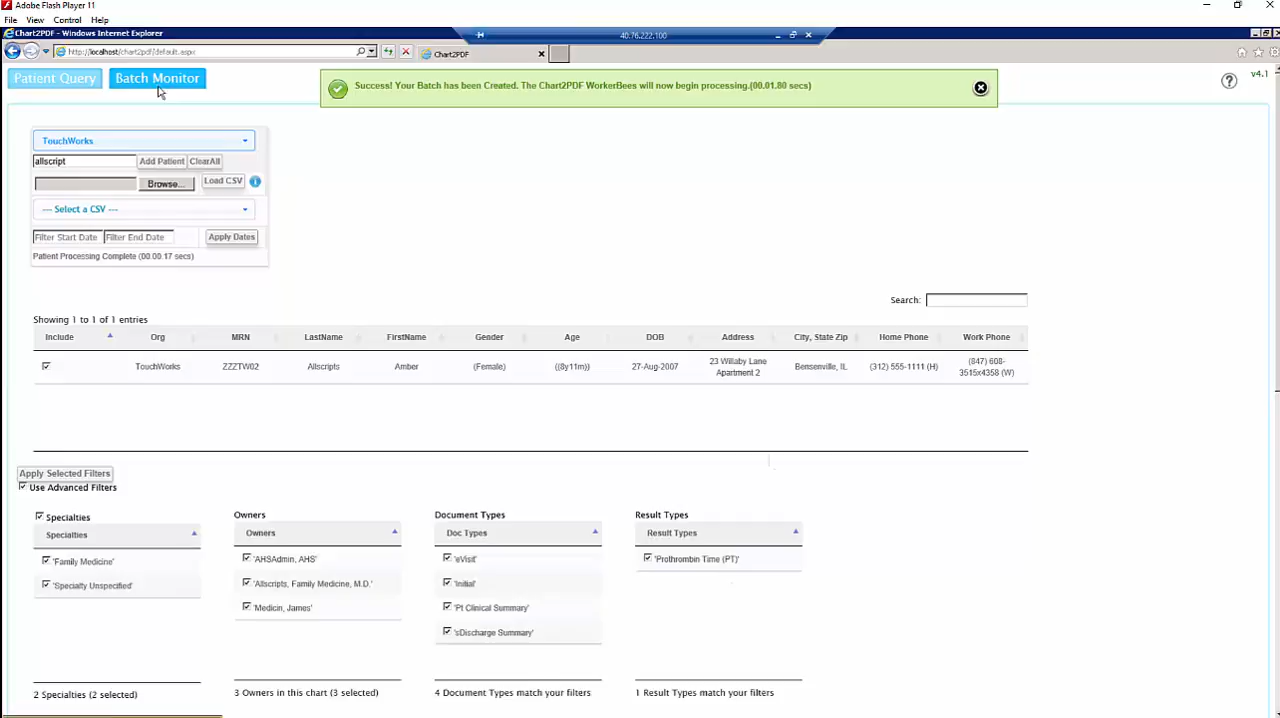 Adobe Flash Player 11
File View Control Help
Chart2PDF - Windows Internet Explorer
40.76.222.100
http://localhost/chart2pdf/default.aspx
Chart2PDF
Patient Query
Batch Monitor
Success! Your Batch has been Created. The Chart2PDF WorkerBees will now begin processing.(00.01.80 secs)
v4.1
TouchWorks
allscript Add Patient ClearAll
Browse... Load CSV
--- Select a CSV ---
Filter Start Date Filter End Date Apply Dates
Patient Processing Complete (00.00.17 secs)
Search:
Showing 1 to 1 of 1 entries
Include Org MRN LastName FirstName Gender Age DOB Address City, State Zip Home Phone Work Phone
TouchWorks ZZZTW02 Allscripts Amber (Female) ((8y11m)) 27-Aug-2007 23 Willaby Lane Apartment 2 Bensenville, IL (312) 555-1111 (H) (847) 608-3515x4358 (W)
Apply Selected Filters
Use Advanced Filters
Specialties Owners Document Types Result Types
Specialties Owners Doc Types Result Types
'Family Medicine' 'AHSAdmin, AHS' 'eVisit' 'Prothrombin Time (PT)'
'Specialty Unspecified' 'Allscripts, Family Medicine, M.D.' 'Initial'
'Medicin, James' 'Pt Clinical Summary'
'sDischarge Summary'
2 Specialties (2 selected) 3 Owners in this chart (3 selected) 4 Document Types match your filters 1 Result Types match your filters